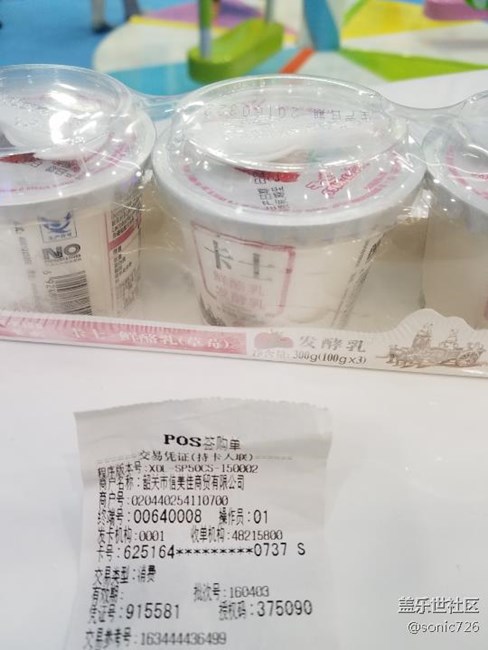 卡士
NO
发酵乳
净含量:300g(100g×3)
POS签购单
交易凭证(持卡人联)
程序版本号:XDL-SP50CS-150002
商户名称:韶关市信美佳商贸有限公司
商户号:020440254110700
终端号:00640008 操作员:01
发卡机构:0001 收单机构:48215800
卡号:625164*********0737 S
交易类型:消费
有效期: 批次号:160403
凭证号:915581 授权码:375090
交易参考号:163444436499
盖乐世社区
@sonic726